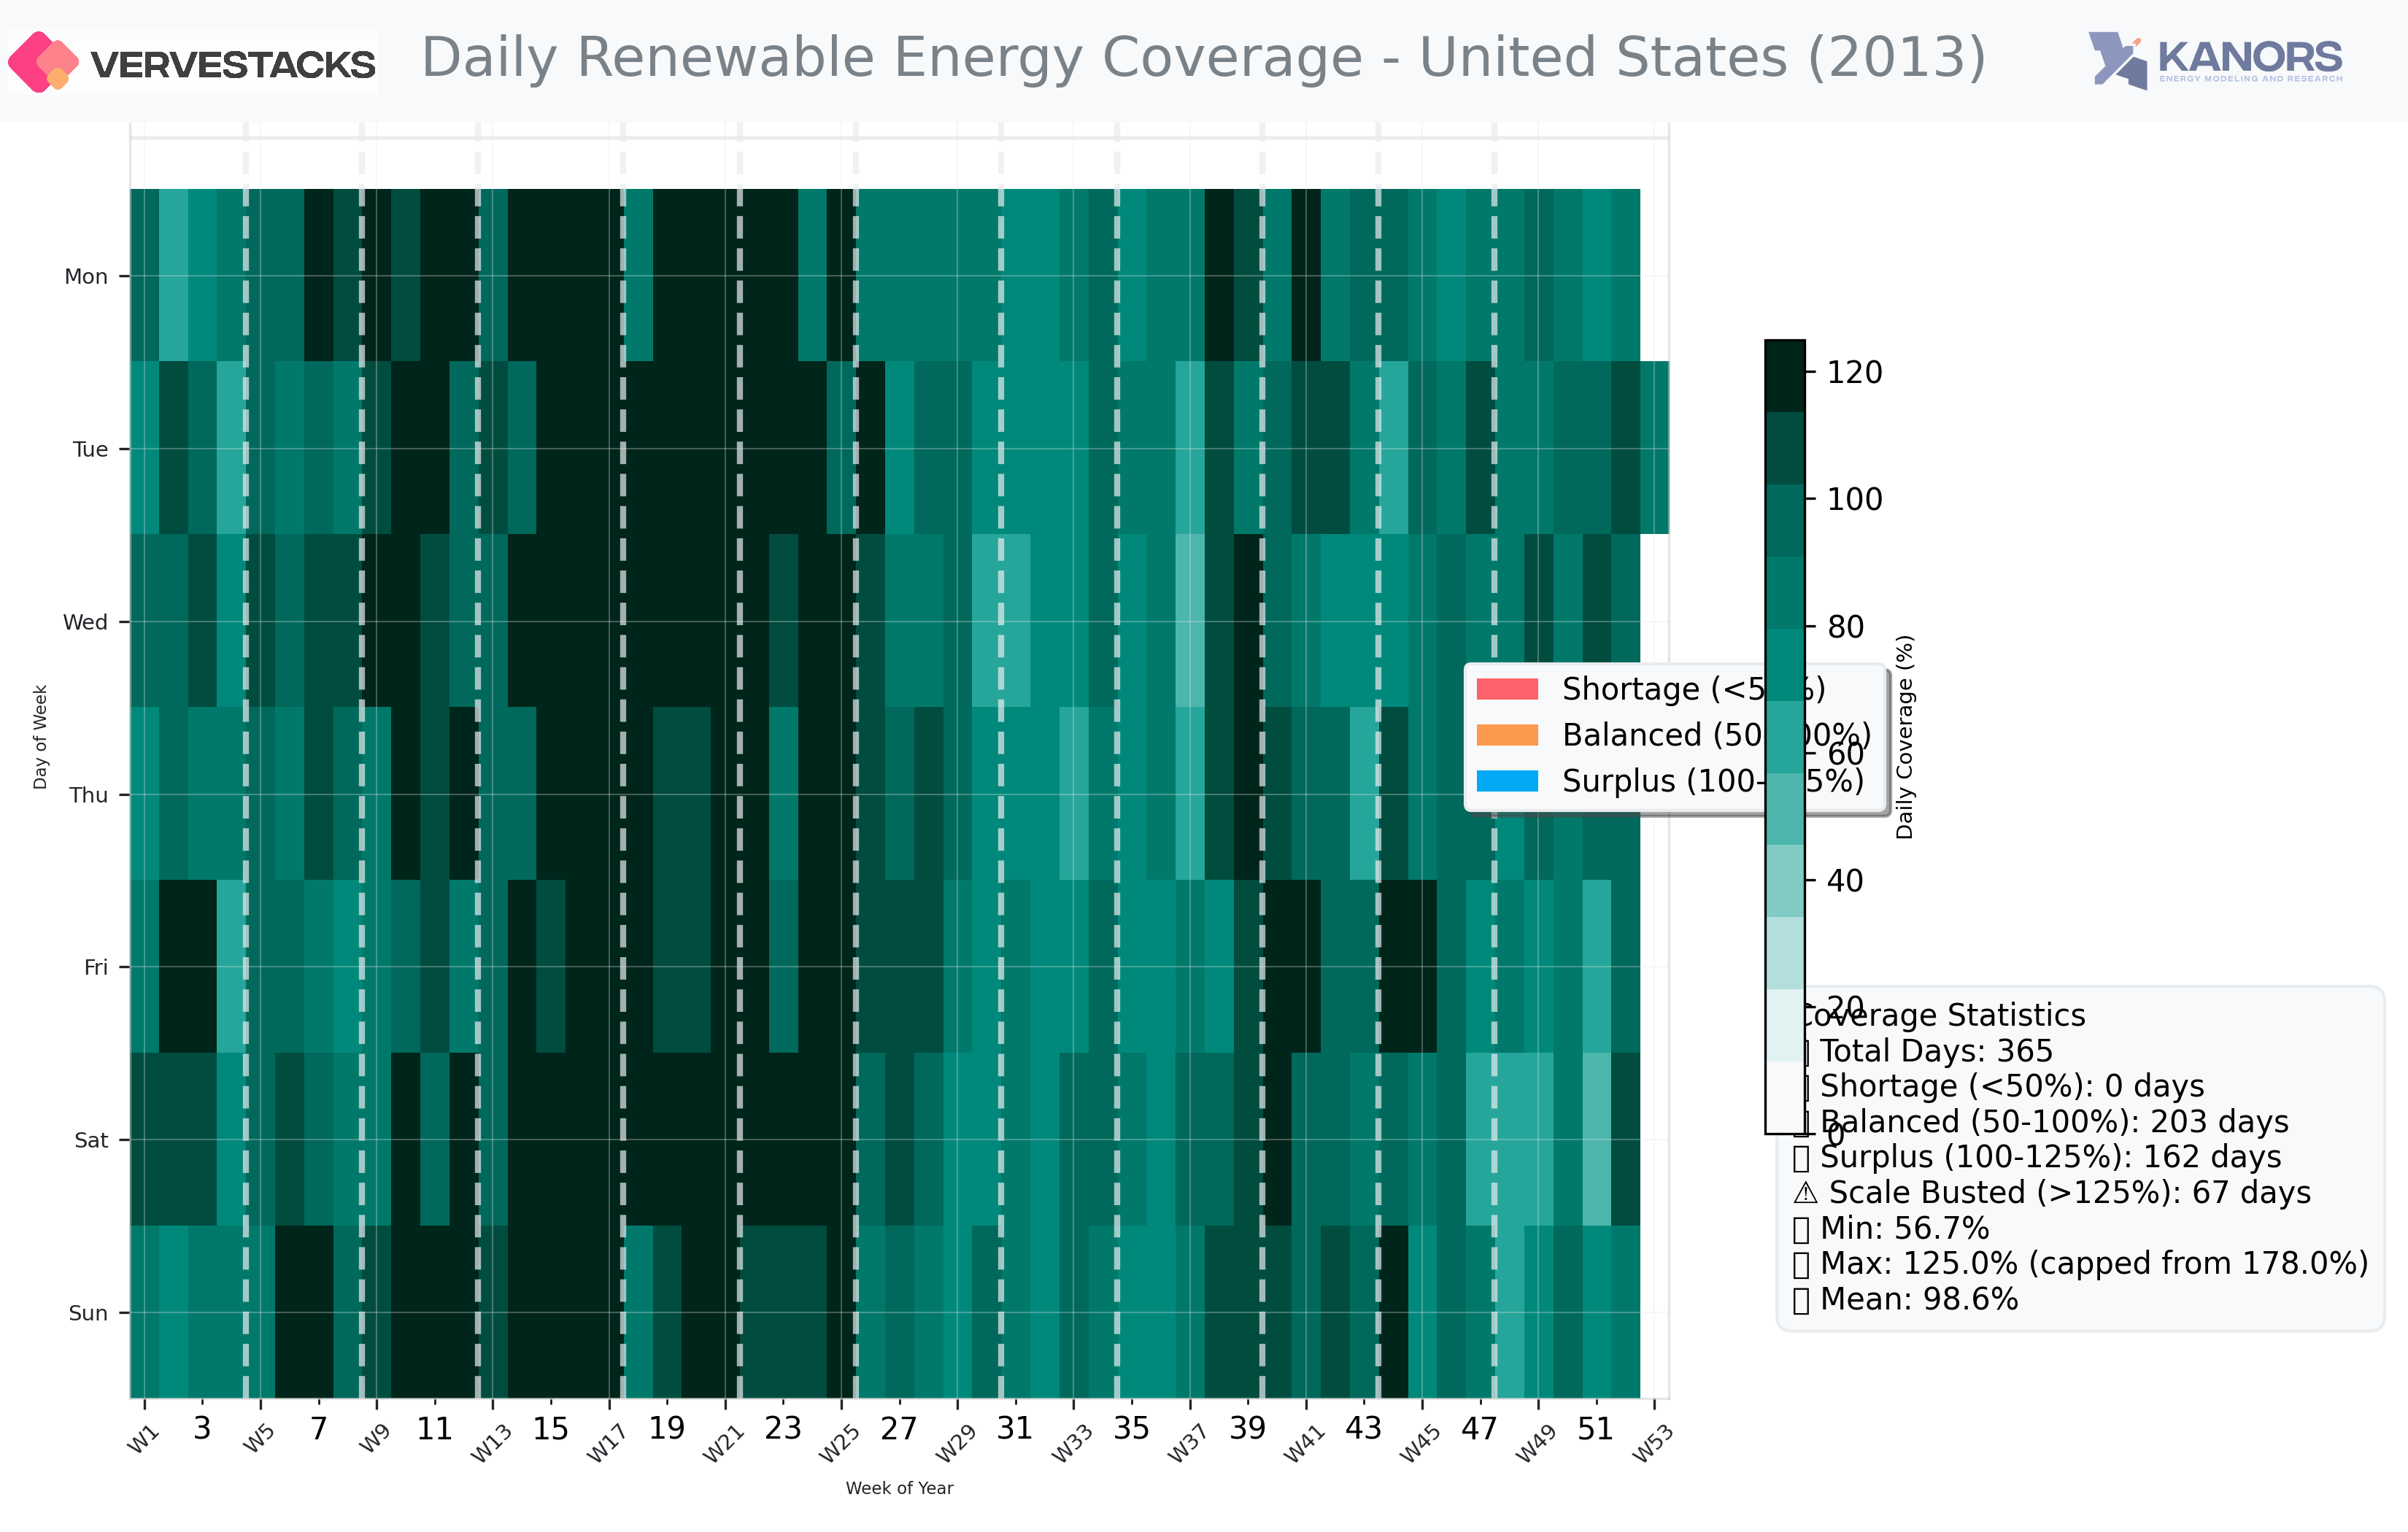 VERVESTACKS
Daily Renewable Energy Coverage - United States (2013)
KANORS
ENERGY MODELING AND RESEARCH
Day of Week
Mon
Tue
Wed
Thu
Fri
Sat
Sun
W1 3 W5 7 W9 11 W13 15 W17 19 W21 23 W25 27 W29 31 W33 35 W37 39 W41 43 W45 47 W49 51 W53
Week of Year
Shortage (<5 %)
Balanced (50 00%)
Surplus (100- 5%)
120
100
80
60
40
20
0
Daily Coverage (%)
Coverage Statistics
Total Days: 365
Shortage (<50%): 0 days
Balanced (50-100%): 203 days
Surplus (100-125%): 162 days
⚠ Scale Busted (>125%): 67 days
Min: 56.7%
Max: 125.0% (capped from 178.0%)
Mean: 98.6%